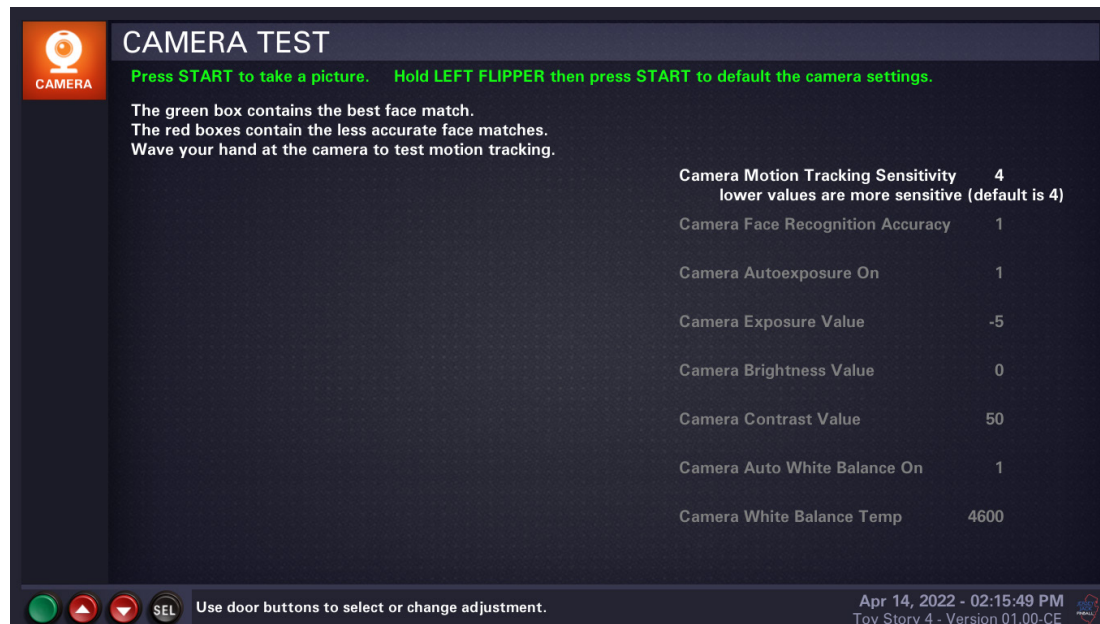 CAMERA TEST
CAMERA
Press START to take a picture. Hold LEFT FLIPPER then press START to default the camera settings.
The green box contains the best face match.
The red boxes contain the less accurate face matches.
Wave your hand at the camera to test motion tracking.
Camera Motion Tracking Sensitivity 4
lower values are more sensitive (default is 4)
Camera Face Recognition Accuracy 1
Camera Autoexposure On 1
Camera Exposure Value -5
Camera Brightness Value 0
Camera Contrast Value 50
Camera Auto White Balance On 1
Camera White Balance Temp 4600
SEL Use door buttons to select or change adjustment.
Apr 14, 2022 - 02:15:49 PM
Toy Story 4 - Version 01.00-CE